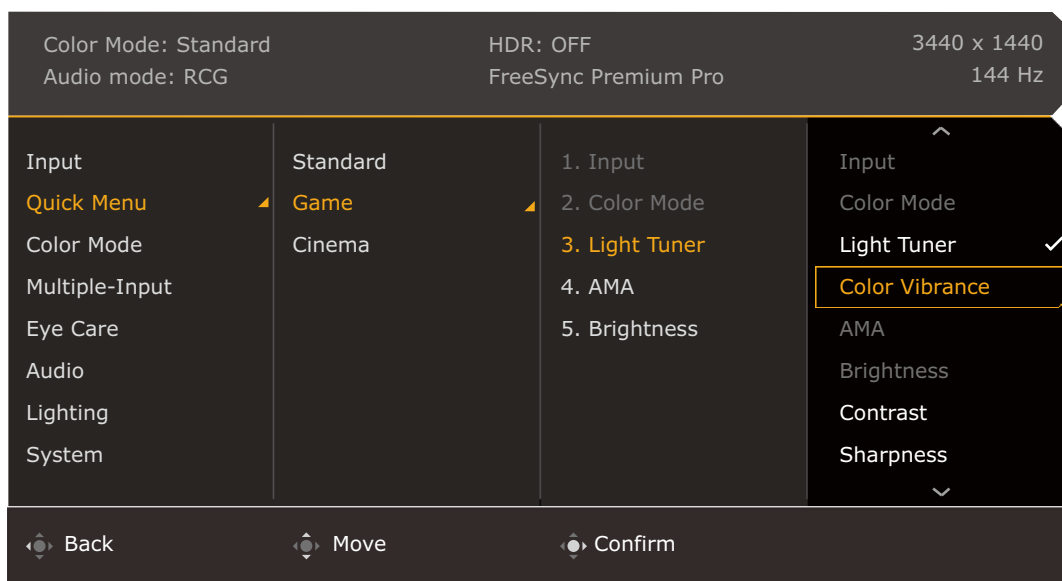 Color Mode: Standard
Audio mode: RCG
HDR: OFF
FreeSync Premium Pro
3440 x 1440
144 Hz
Input
Quick Menu
Color Mode
Multiple-Input
Eye Care
Audio
Lighting
System
Standard
Game
Cinema
1. Input
2. Color Mode
3. Light Tuner
4. AMA
5. Brightness
Input
Color Mode
Light Tuner
Color Vibrance
AMA
Brightness
Contrast
Sharpness
Back
Move
Confirm